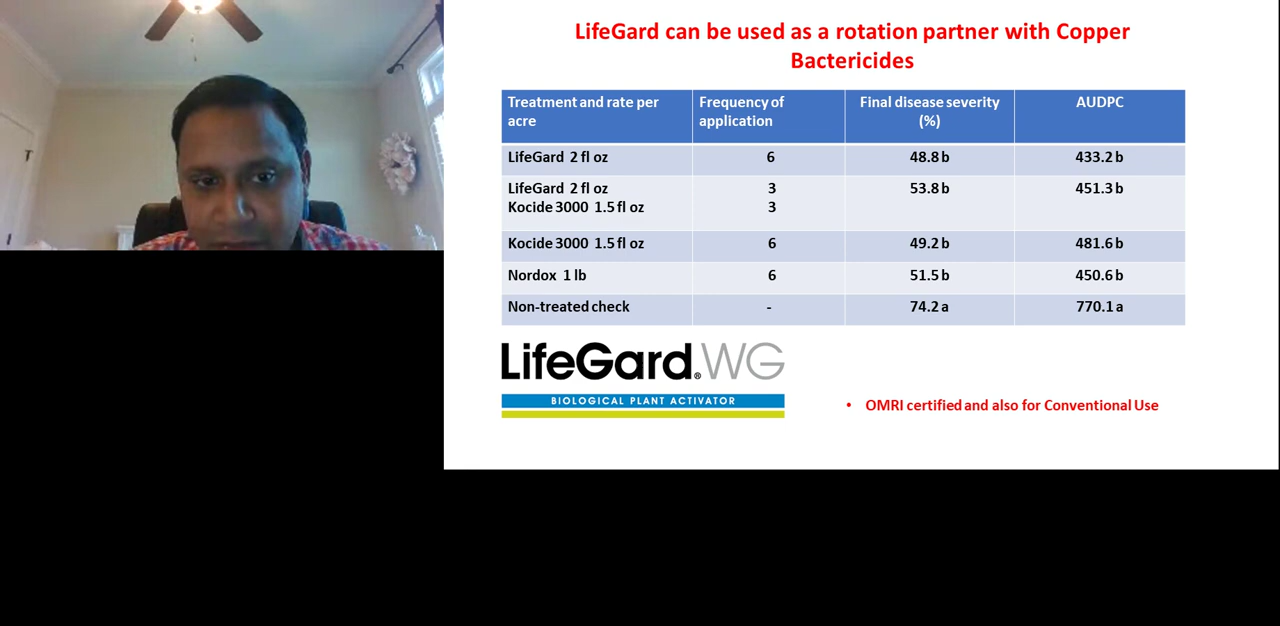 LifeGard can be used as a rotation partner with Copper
Bactericides
Treatment and rate per acre Frequency of application Final disease severity (%) AUDPC
LifeGard 2 fl oz 6 48.8 b 433.2 b
LifeGard 2 fl oz 3 53.8 b 451.3 b
Kocide 3000 1.5 fl oz 3
Kocide 3000 1.5 fl oz 6 49.2 b 481.6 b
Nordox 1 lb 6 51.5 b 450.6 b
Non-treated check - 74.2 a 770.1 a
LifeGard® WG
BIOLOGICAL PLANT ACTIVATOR
• OMRI certified and also for Conventional Use